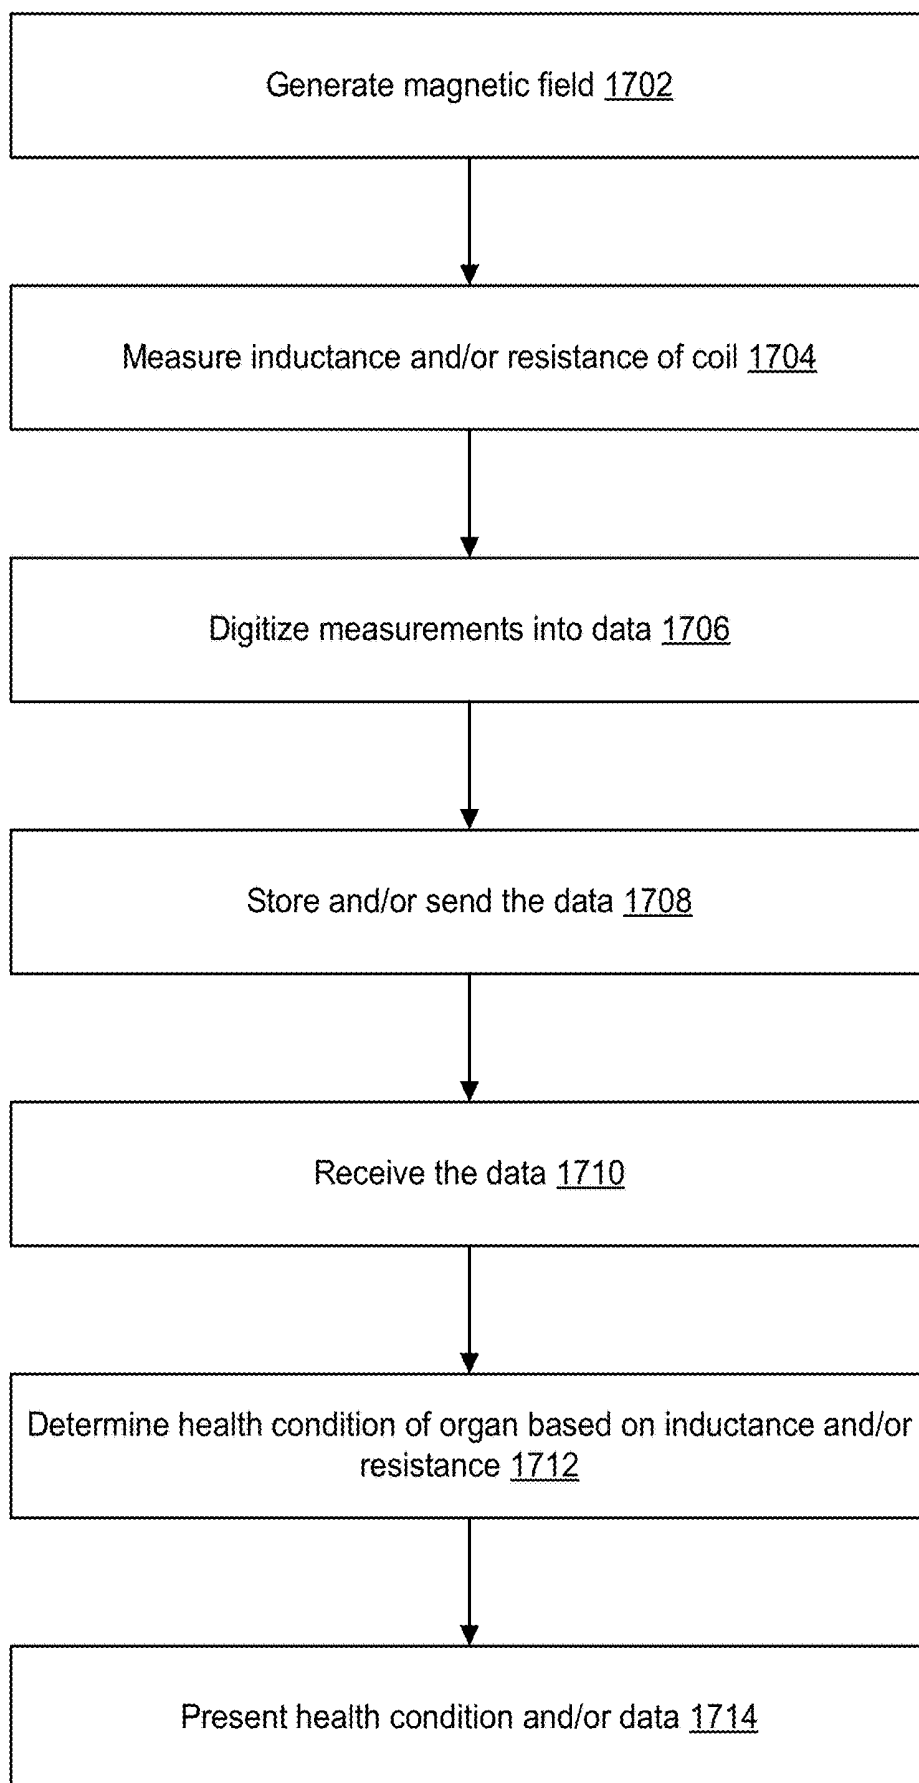 Generate magnetic field 1702
Measure inductance and/or resistance of coil 1704
Digitize measurements into data 1706
Store and/or send the data 1708
Receive the data 1710
Determine health condition of organ based on inductance and/or
resistance 1712
Present health condition and/or data 1714